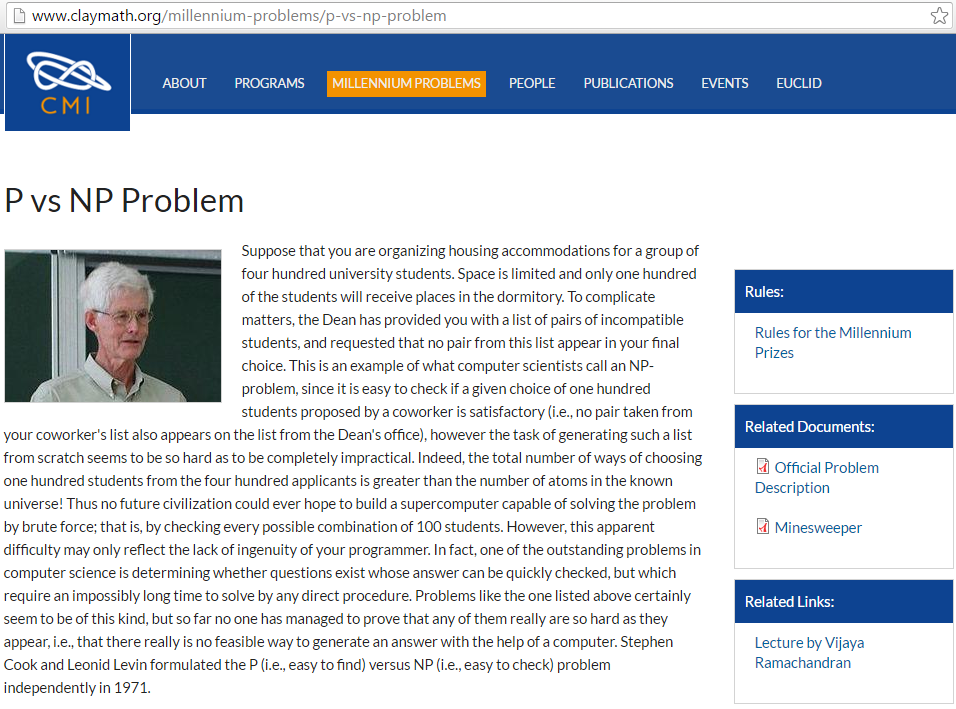 www.claymath.org/millennium-problems/p-vs-np-problem
CMI
ABOUT PROGRAMS MILLENNIUM PROBLEMS PEOPLE PUBLICATIONS EVENTS EUCLID
P vs NP Problem
Suppose that you are organizing housing accommodations for a group of
four hundred university students. Space is limited and only one hundred
of the students will receive places in the dormitory. To complicate
matters, the Dean has provided you with a list of pairs of incompatible
students, and requested that no pair from this list appear in your final
choice. This is an example of what computer scientists call an NP-
problem, since it is easy to check if a given choice of one hundred
students proposed by a coworker is satisfactory (i.e., no pair taken from
your coworker's list also appears on the list from the Dean's office), however the task of generating such a list
from scratch seems to be so hard as to be completely impractical. Indeed, the total number of ways of choosing
one hundred students from the four hundred applicants is greater than the number of atoms in the known
universe! Thus no future civilization could ever hope to build a supercomputer capable of solving the problem
by brute force; that is, by checking every possible combination of 100 students. However, this apparent
difficulty may only reflect the lack of ingenuity of your programmer. In fact, one of the outstanding problems in
computer science is determining whether questions exist whose answer can be quickly checked, but which
require an impossibly long time to solve by any direct procedure. Problems like the one listed above certainly
seem to be of this kind, but so far no one has managed to prove that any of them really are so hard as they
appear, i.e., that there really is no feasible way to generate an answer with the help of a computer. Stephen
Cook and Leonid Levin formulated the P (i.e., easy to find) versus NP (i.e., easy to check) problem
independently in 1971.
Rules:
Rules for the Millennium
Prizes
Related Documents:
Official Problem
Description
Minesweeper
Related Links:
Lecture by Vijaya
Ramachandran